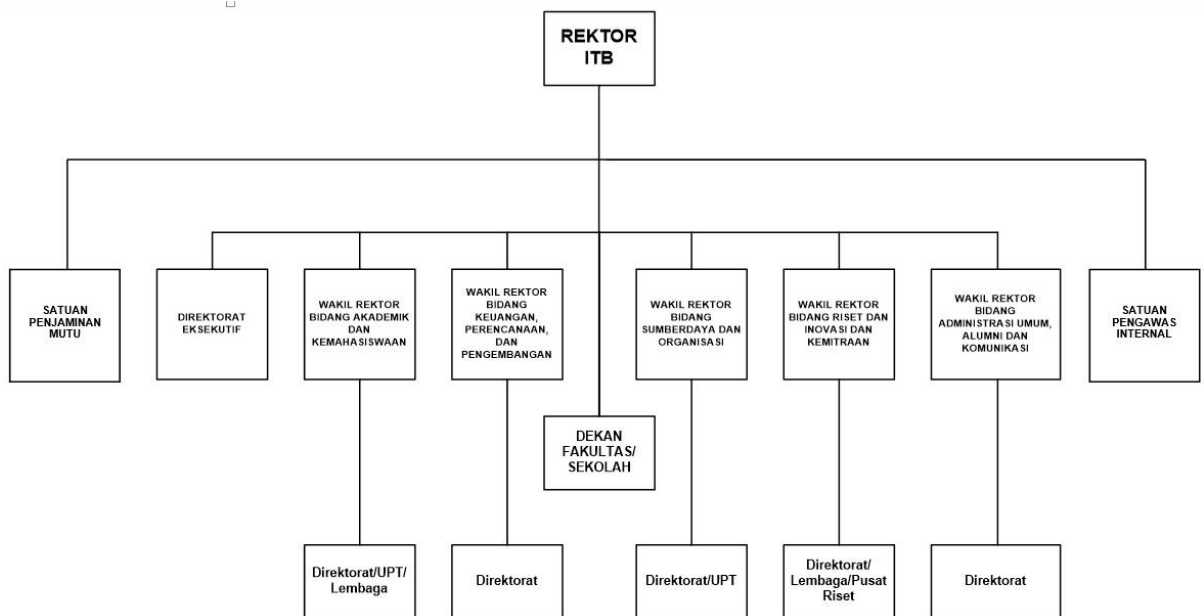 REKTOR
ITB
SATUAN
PENJAMINAN
MUTU
DIREKTORAT
EKSEKUTIF
WAKIL REKTOR
BIDANG AKADEMIK
DAN
KEMAHASISWAAN
WAKIL REKTOR
BIDANG
KEUANGAN,
PERENCANAAN,
DAN
PENGEMBANGAN
WAKIL REKTOR
BIDANG
SUMBERDAYA DAN
ORGANISASI
WAKIL REKTOR
BIDANG RISET DAN
INOVASI DAN
KEMITRAAN
WAKIL REKTOR
BIDANG
ADMINISTRASI UMUM,
ALUMNI DAN
KOMUNIKASI
SATUAN
PENGAWAS
INTERNAL
DEKAN
FAKULTAS/
SEKOLAH
Direktorat/UPT/
Lembaga
Direktorat
Direktorat/UPT
Direktorat/
Lembaga/Pusat
Riset
Direktorat